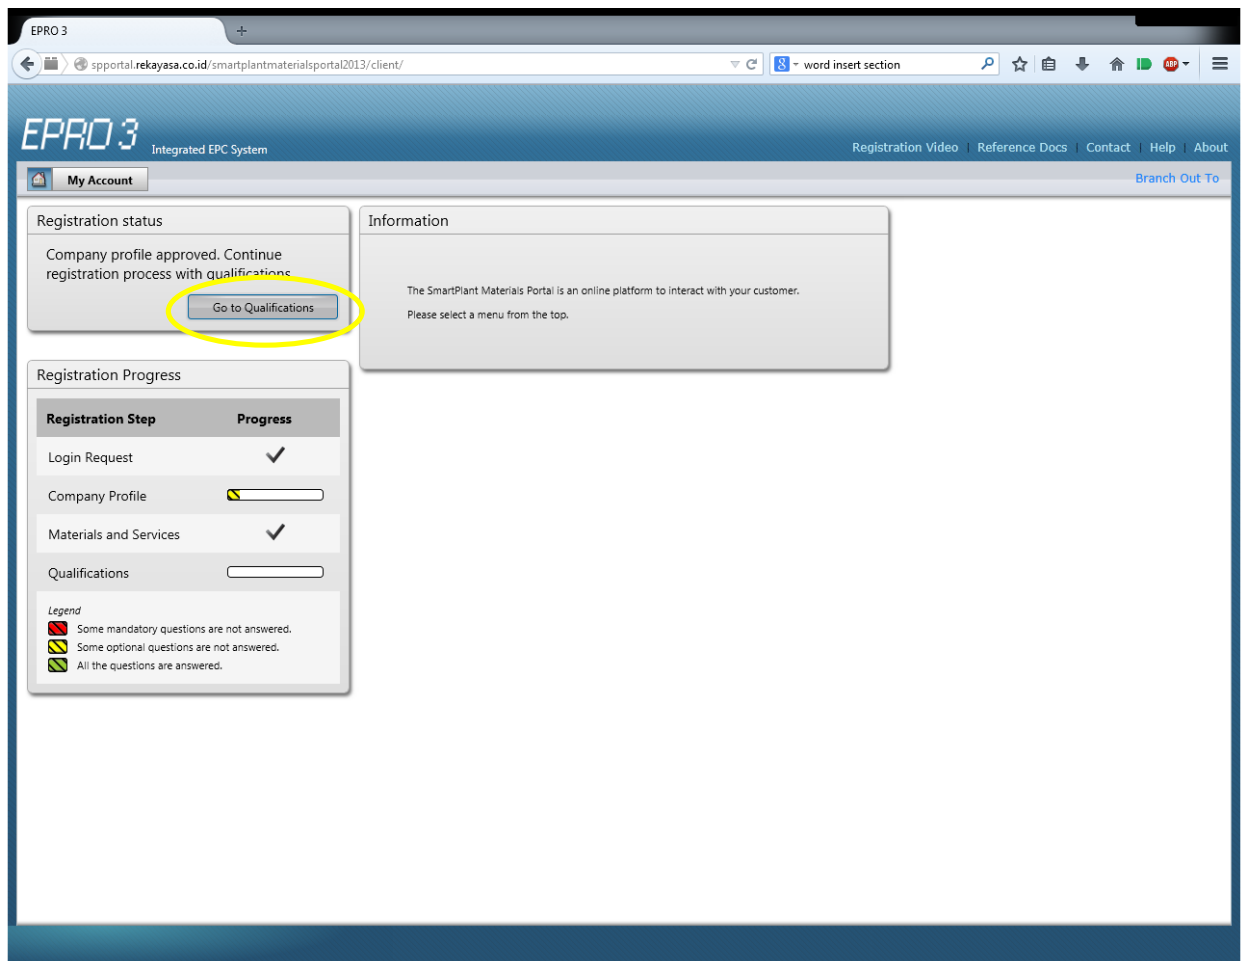 EPRO 3
spportal.rekayasa.co.id/smartplantmaterialsportal2013/client/
word insert section
EPRO 3 Integrated EPC System
Registration Video | Reference Docs | Contact | Help | About
My Account
Branch Out To
Registration status
Company profile approved. Continue
registration process with qualifications
Go to Qualifications
Information
The SmartPlant Materials Portal is an online platform to interact with your customer.
Please select a menu from the top.
Registration Progress
Registration Step Progress
Login Request
Company Profile
Materials and Services
Qualifications
Legend
Some mandatory questions are not answered.
Some optional questions are not answered.
All the questions are answered.